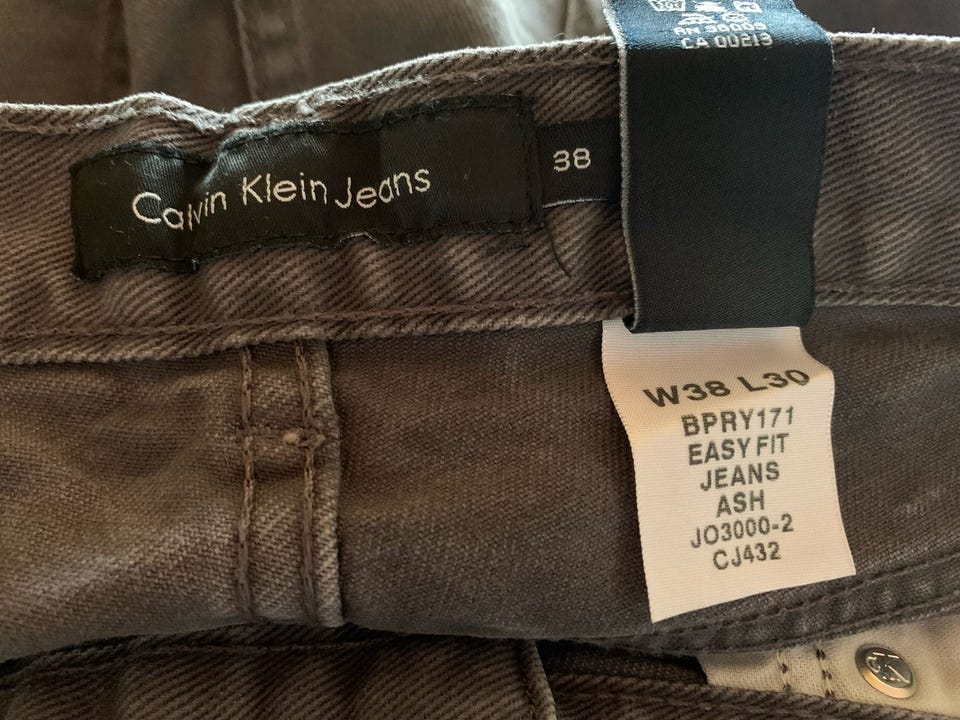 CA 00213
Calvin Klein Jeans
38
W38 L30
BPRY171
EASY FIT
JEANS
ASH
JO3000-2
CJ432